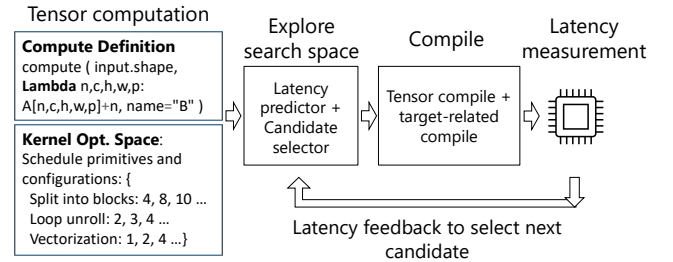 Tensor computation
Compute Definition
compute ( input.shape,
Lambda n,c,h,w,p:
A[n,c,h,w,p]+n, name="B" )
Kernel Opt. Space:
Schedule primitives and
configurations: {
Split into blocks: 4, 8, 10 ...
Loop unroll: 2, 3, 4 ...
Vectorization: 1, 2, 4 ...}
Explore
search space
Latency
predictor +
Candidate
selector
Compile
Tensor compile +
target-related
compile
Latency
measurement
Latency feedback to select next
candidate